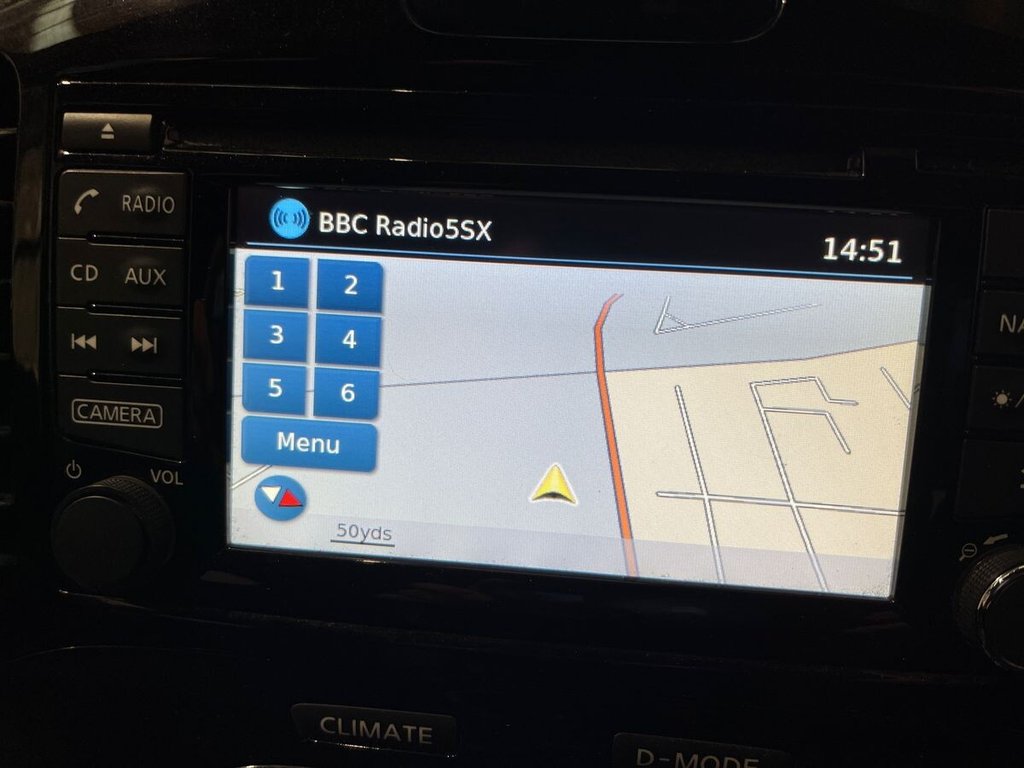 RADIO
CD AUX
CAMERA
VOL
BBC Radio5SX
14:51
1 2
3 4
5 6
Menu
50yds
CLIMATE
D-MODE